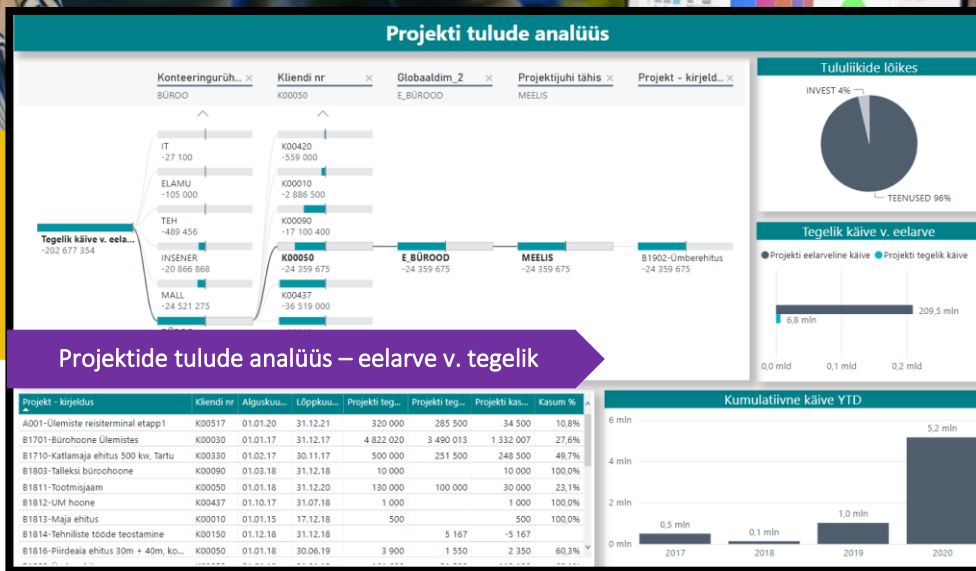 Projekti tulude analüüs
Konteeringurüh... × Kliendi nr × Globaaldim_2 × Projektijuhi tähis × Projekt - kirjeld... ×
BÜROO K00050 E_BÜROOD MEELIS
Tegelik käive v. eela...
-202 677 354
IT
-27 100
ELAMU
-105 000
TEH
-489 456
INSENER
-20 866 868
MALL
-24 521 275
K00420
-559 000
K00010
-2 886 500
K00090
-17 100 400
K00050
-24 359 675
K00437
-36 519 000
E_BÜROOD
-24 359 675
MEELIS
-24 359 675
B1902-Ümberehitus
-24 359 675
Tululiikide lõikes
INVEST 4%
TEENUSED 96%
Tegelik käive v. eelarve
Projekti eelarveline käive Projekti tegelik käive
209,5 mln
6,8 mln
0,0 mld 0,1 mld 0,2 mld
Projektide tulude analüüs – eelarve v. tegelik
Projekt - kirjeldus Kliendi nr Alguskuu... Lõppkuu... Projekti teg... Projekti teg... Projekti kas... Kasum %
A001-Ülemiste reisiterminal etapp1 K00517 01.01.20 31.12.21 320 000 285 500 34 500 10,8%
B1701-Bürohoone Ülemistes K00030 01.01.17 31.12.17 4 822 020 3 490 013 1 332 007 27,6%
B1710-Katlamaja ehitus 500 kw, Tartu K00330 01.02.17 30.11.17 500 000 251 500 248 500 49,7%
B1803-Talleksi büroohoone K00090 01.03.18 31.12.18 10 000 10 000 100,0%
B1811-Tootmisjaam K00050 01.01.18 31.12.20 130 000 100 000 30 000 23,1%
B1812-UM hoone K00437 01.10.17 31.07.18 1 000 1 000 100,0%
B1813-Maja ehitus K00010 01.01.15 17.12.18 500 500 100,0%
B1814-Tehniliste tööde teostamine K00150 01.12.18 31.12.18 5 167 -5 167
B1816-Piirdeaia ehitus 30m + 40m, ko... K00050 01.01.18 30.06.19 3 900 1 550 2 350 60,3%
Kumulatiivne käive YTD
6 mln
4 mln
2 mln
0 mln
0,5 mln 0,1 mln 1,0 mln 5,2 mln
2017 2018 2019 2020